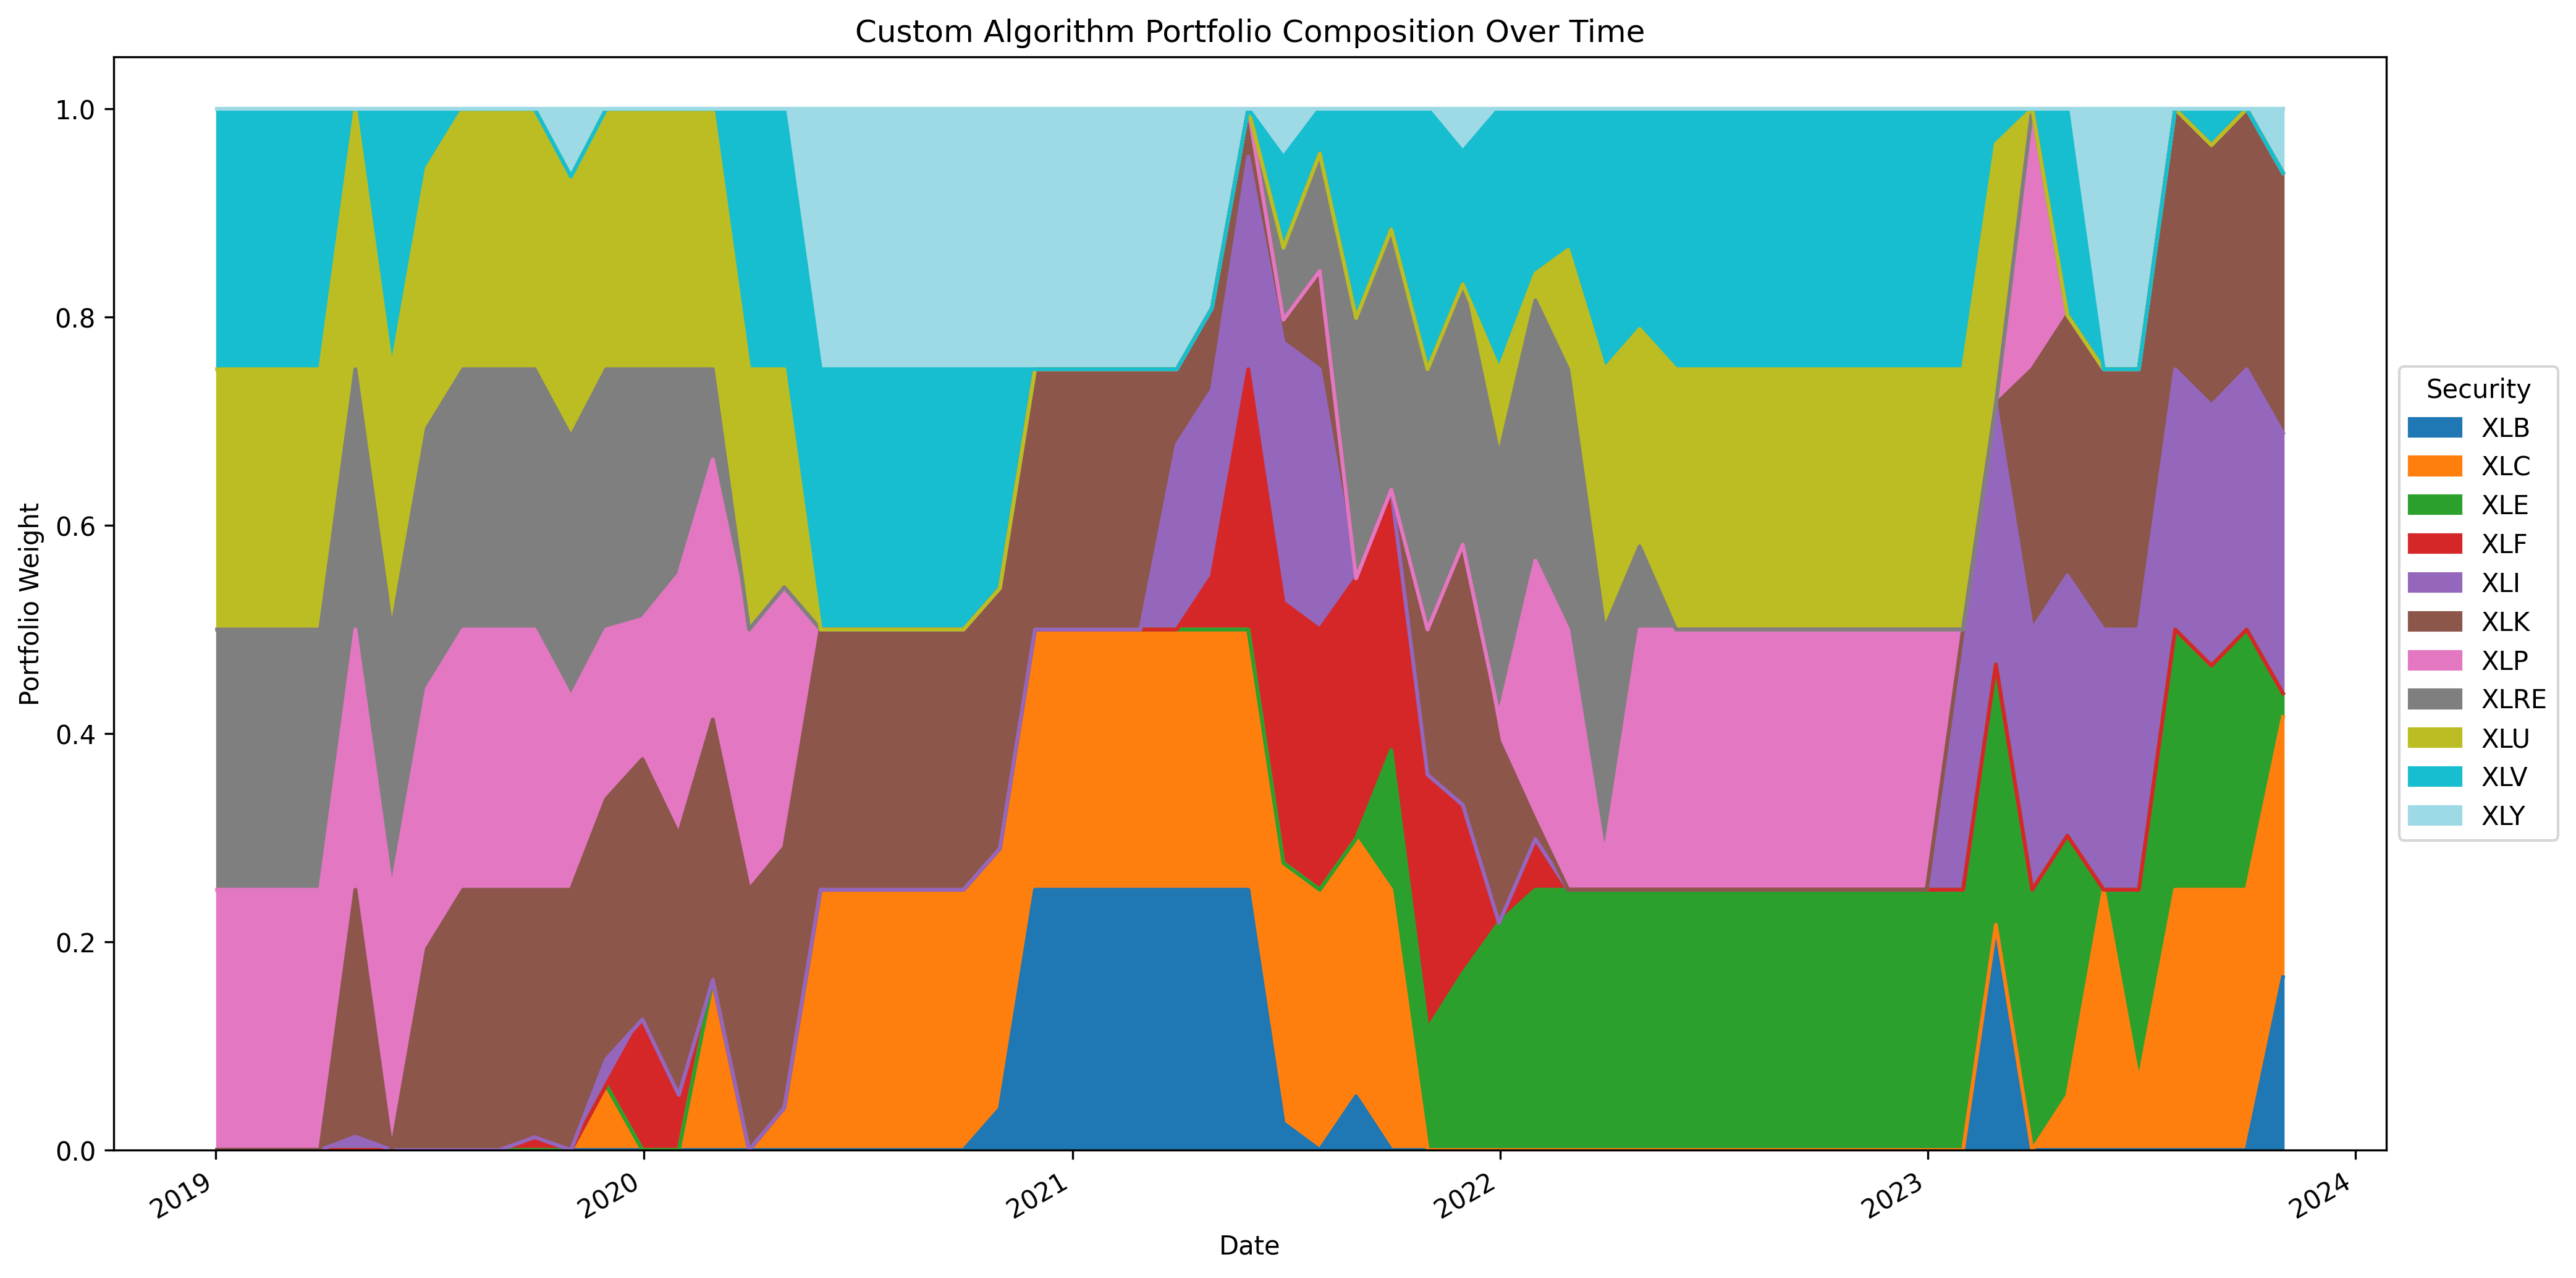 Custom Algorithm Portfolio Composition Over Time
Portfolio Weight
1.0
0.8
0.6
0.4
0.2
0.0
2019
2020
2021
2022
2023
2024
Date
Security
XLB
XLC
XLE
XLF
XLI
XLK
XLP
XLRE
XLU
XLV
XLY